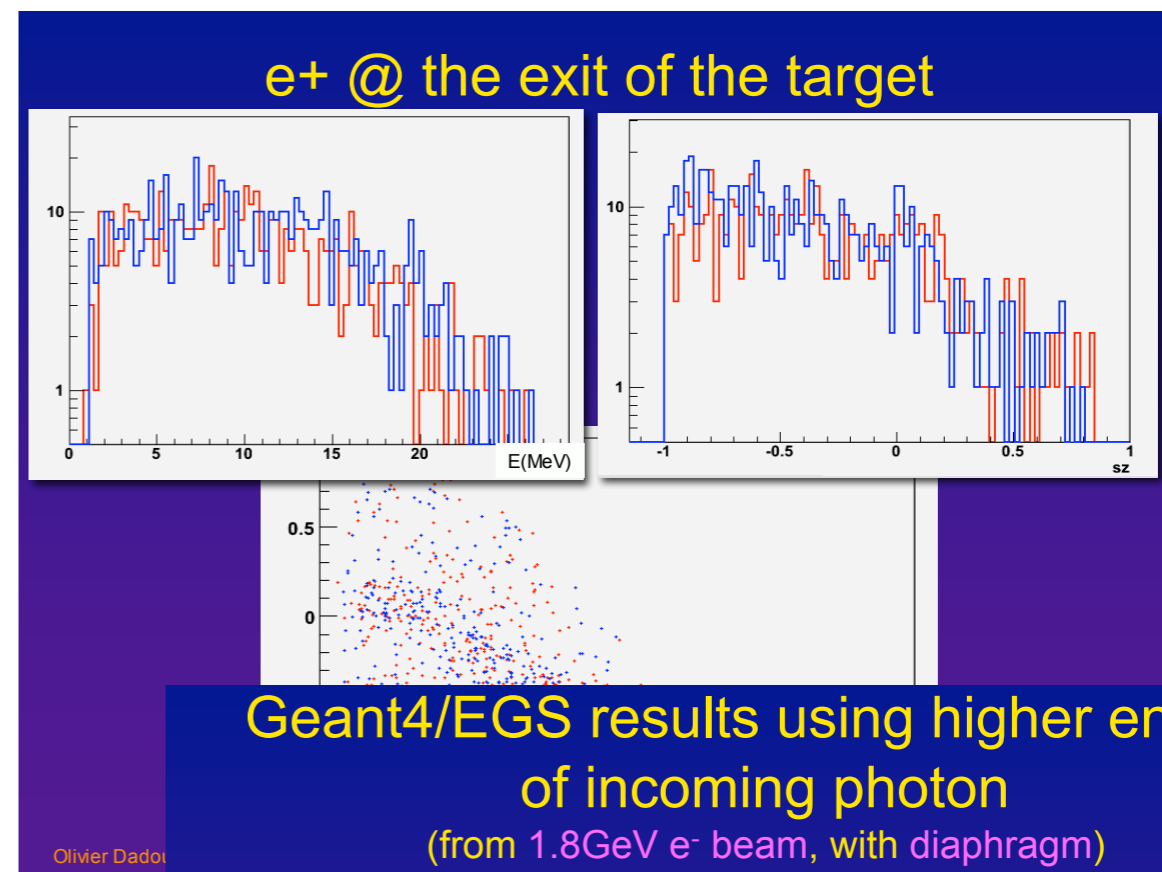 e+ @ the exit of the target
10
1
0 5 10 15 20
E(MeV)
10
1
-1 -0.5 0 0.5 1
sz
0.5
0
Geant4/EGS results using higher
of incoming photon
(from 1.8GeV e- beam, with diaphragm)
Olivier